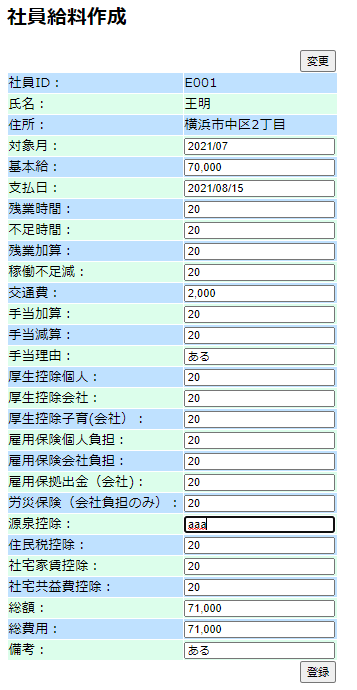 社員給料作成
変更
社員ID： E001
氏名： 王明
住所： 横浜市中区2丁目
対象月： 2021/07
基本給： 70,000
支払日： 2021/08/15
残業時間： 20
不足時間： 20
残業加算： 20
稼働不足減： 20
交通費： 2,000
手当加算： 20
手当減算： 20
手当理由： ある
厚生控除個人： 20
厚生控除会社： 20
厚生控除子育(会社）： 20
雇用保険個人負担： 20
雇用保険会社負担： 20
雇用保拠出金（会社)： 20
労災保険（会社負担のみ）： 20
源泉控除： aaa
住民税控除： 20
社宅家賃控除： 20
社宅共益費控除： 20
総額： 71,000
総費用： 71,000
備考： ある
登録